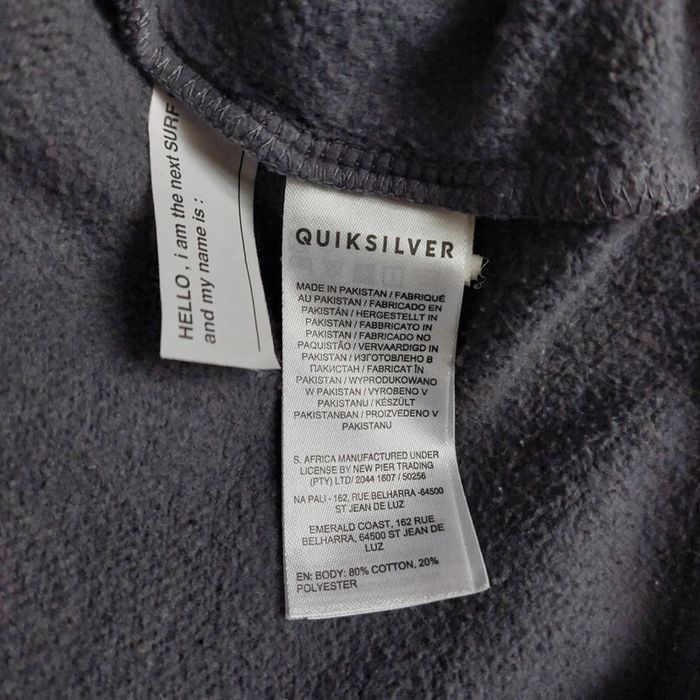 HELLO, i am the next SURF
and my name is :
QUIKSILVER
MADE IN PAKISTAN / FABRIQUÉ
AU PAKISTAN / FABRICADO EN
PAKISTÁN / HERGESTELLT IN
PAKISTAN / FABBRICATO IN
PAKISTAN / FABRICADO NO
PAQUISTÃO / VERVAARDIGD IN
PAKISTAN / ИЗГОТОВЛЕНО В
ПАКИСТАН / FABRICAT ÎN
PAKISTAN / WYPRODUKOWANO
W PAKISTAN / VYROBENO V
PAKISTANU / KÉSZÜLT
PAKISTANBAN / PROIZVEDENO V
PAKISTANU
S. AFRICA MANUFACTURED UNDER
LICENSE BY NEW PIER TRADING
(PTY) LTD/ 2044 1607 / 50256
NA PALI - 162, RUE BELHARRA -64500
ST JEAN DE LUZ
EMERALD COAST, 162 RUE
BELHARRA, 64500 ST JEAN DE
LUZ
EN: BODY: 80% COTTON, 20%
POLYESTER